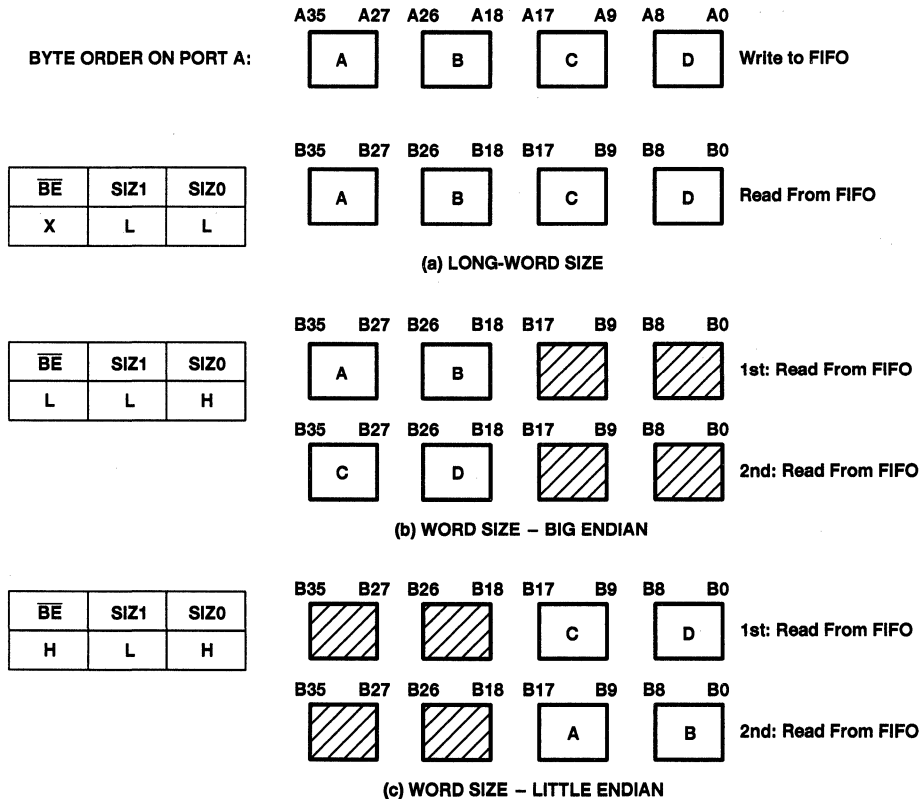 A35 A27 A26 A18 A17 A9 A8 A0
BYTE ORDER ON PORT A: A B C D Write to FIFO
B35 B27 B26 B18 B17 B9 B8 B0
BE SIZ1 SIZ0
A B C D Read From FIFO
X L L
(a) LONG-WORD SIZE
B35 B27 B26 B18 B17 B9 B8 B0
BE SIZ1 SIZ0
A B 1st: Read From FIFO
L L H
B35 B27 B26 B18 B17 B9 B8 B0
C D 2nd: Read From FIFO
(b) WORD SIZE – BIG ENDIAN
B35 B27 B26 B18 B17 B9 B8 B0
BE SIZ1 SIZ0
C D 1st: Read From FIFO
H L H
B35 B27 B26 B18 B17 B9 B8 B0
A B 2nd: Read From FIFO
(c) WORD SIZE – LITTLE ENDIAN